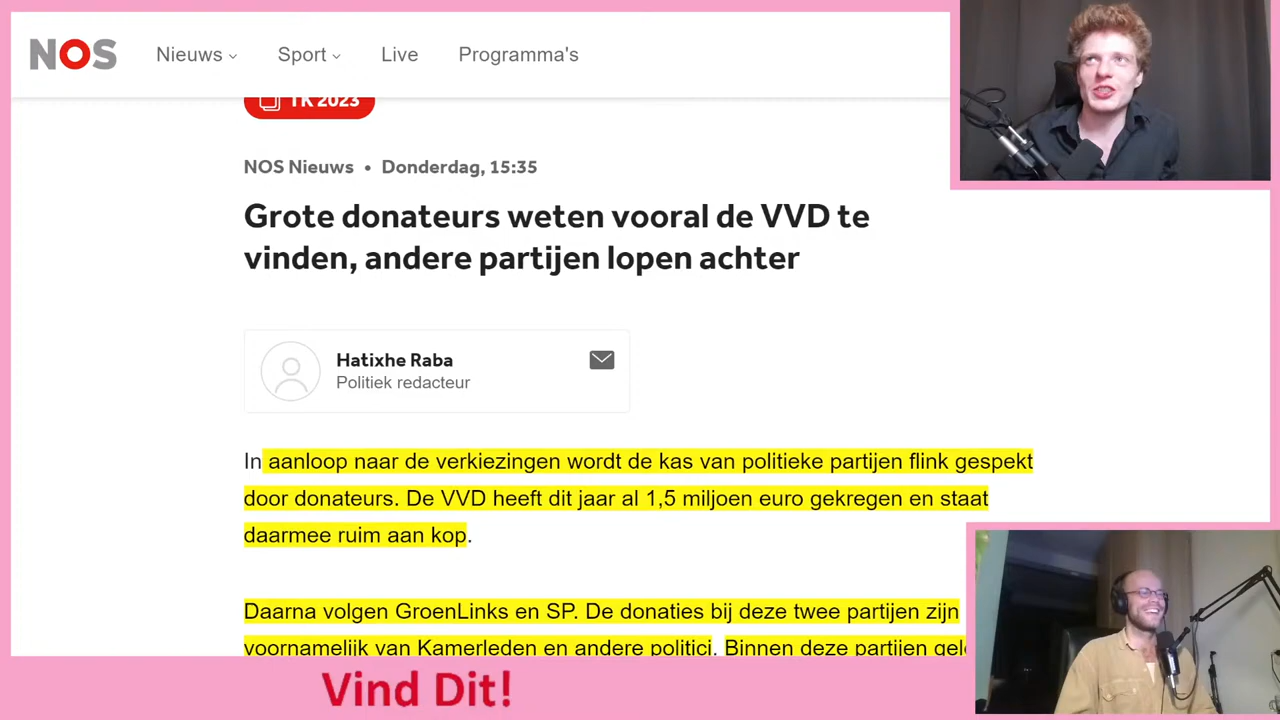 NOS Nieuws Sport Live Programma's
TK 2023
NOS Nieuws • Donderdag, 15:35
Grote donateurs weten vooral de VVD te
vinden, andere partijen lopen achter
Hatixhe Raba
Politiek redacteur
In aanloop naar de verkiezingen wordt de kas van politieke partijen flink gespekt
door donateurs. De VVD heeft dit jaar al 1,5 miljoen euro gekregen en staat
daarmee ruim aan kop.
Daarna volgen GroenLinks en SP. De donaties bij deze twee partijen zijn
voornamelijk van Kamerleden en andere politici. Binnen deze partijen
Vind Dit!